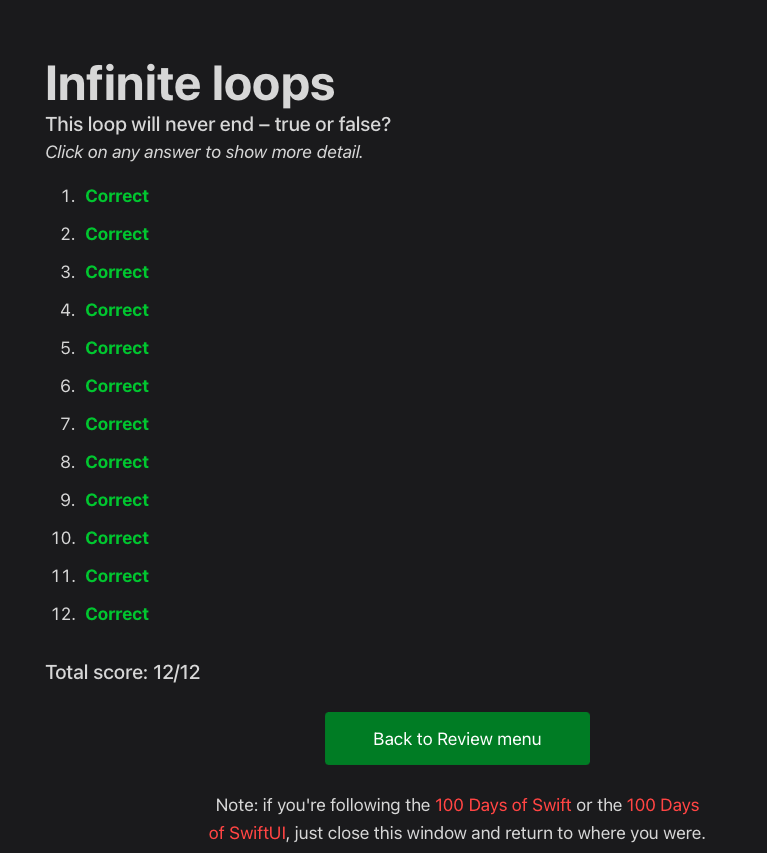 Infinite loops
This loop will never end – true or false?
Click on any answer to show more detail.
1. Correct
2. Correct
3. Correct
4. Correct
5. Correct
6. Correct
7. Correct
8. Correct
9. Correct
10. Correct
11. Correct
12. Correct
Total score: 12/12
Back to Review menu
Note: if you're following the 100 Days of Swift or the 100 Days
of SwiftUI, just close this window and return to where you were.